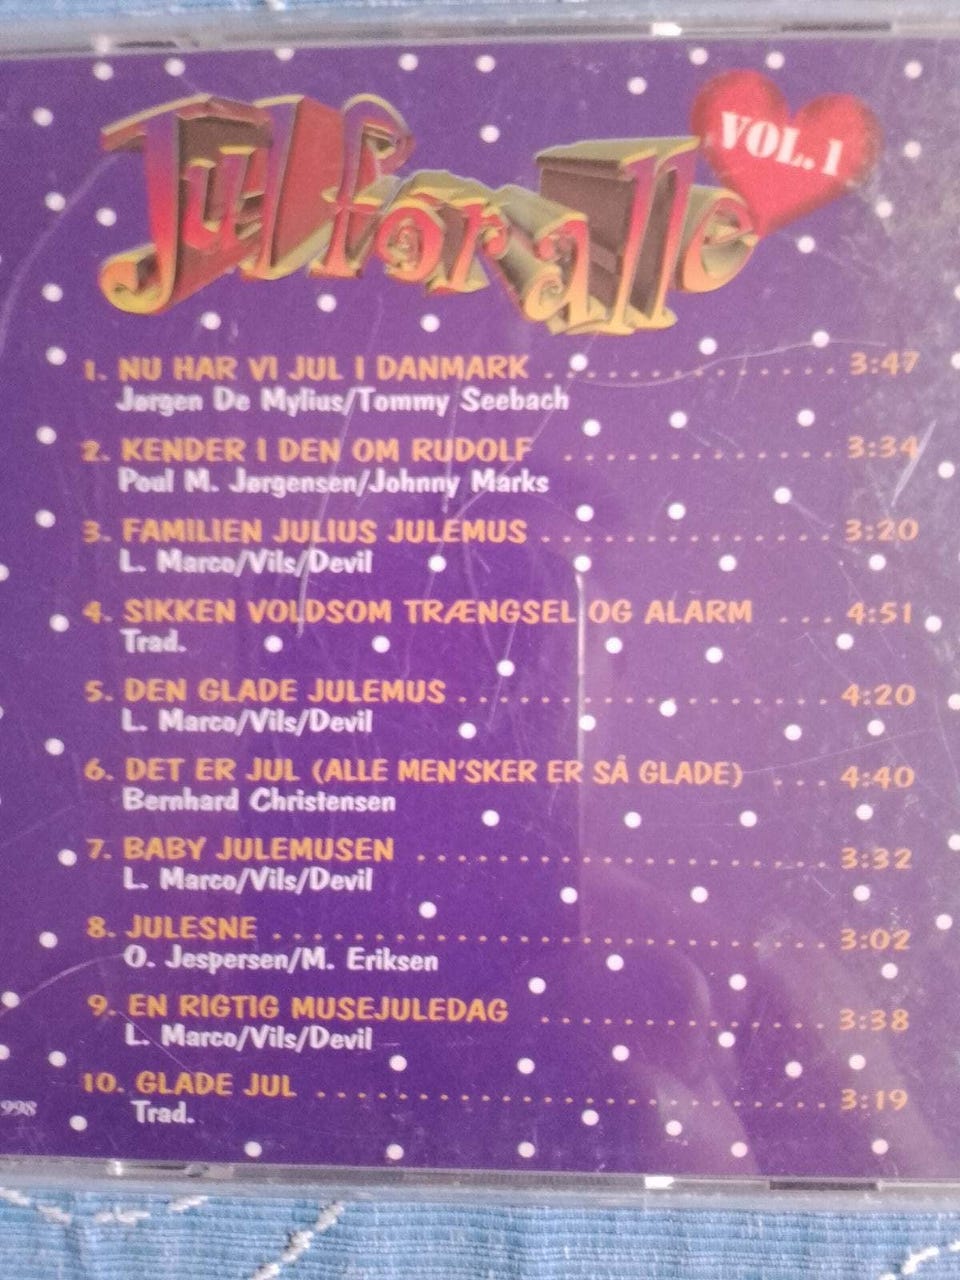 Jul for alle
VOL. 1
1. NU HAR VI JUL I DANMARK . . . . . . . . . . . . . . 3:47
Jørgen De Mylius/Tommy Seebach
2. KENDER I DEN OM RUDOLF . . . . . . . . . . . . . 3:34
Poul M. Jørgensen/Johnny Marks
3. FAMILIEN JULIUS JULEMUS . . . . . . . . . . . . . . 3:20
L. Marco/Vils/Devil
4. SIKKEN VOLDSOM TRÆNGSEL OG ALARM . . . 4:51
Trad.
5. DEN GLADE JULEMUS . . . . . . . . . . . . . . . . . . 4:20
L. Marco/Vils/Devil
6. DET ER JUL (ALLE MEN'SKER ER SÅ GLADE) . . . 4:40
Bernhard Christensen
7. BABY JULEMUSEN . . . . . . . . . . . . . . . . . . . . 3:32
L. Marco/Vils/Devil
8. JULESNE . . . . . . . . . . . . . . . . . . . . . . . . . . . 3:02
O. Jespersen/M. Eriksen
9. EN RIGTIG MUSEJULEDAG . . . . . . . . . . . . . . 3:38
L. Marco/Vils/Devil
10. GLADE JUL . . . . . . . . . . . . . . . . . . . . . . . . . 3:19
998
Trad.